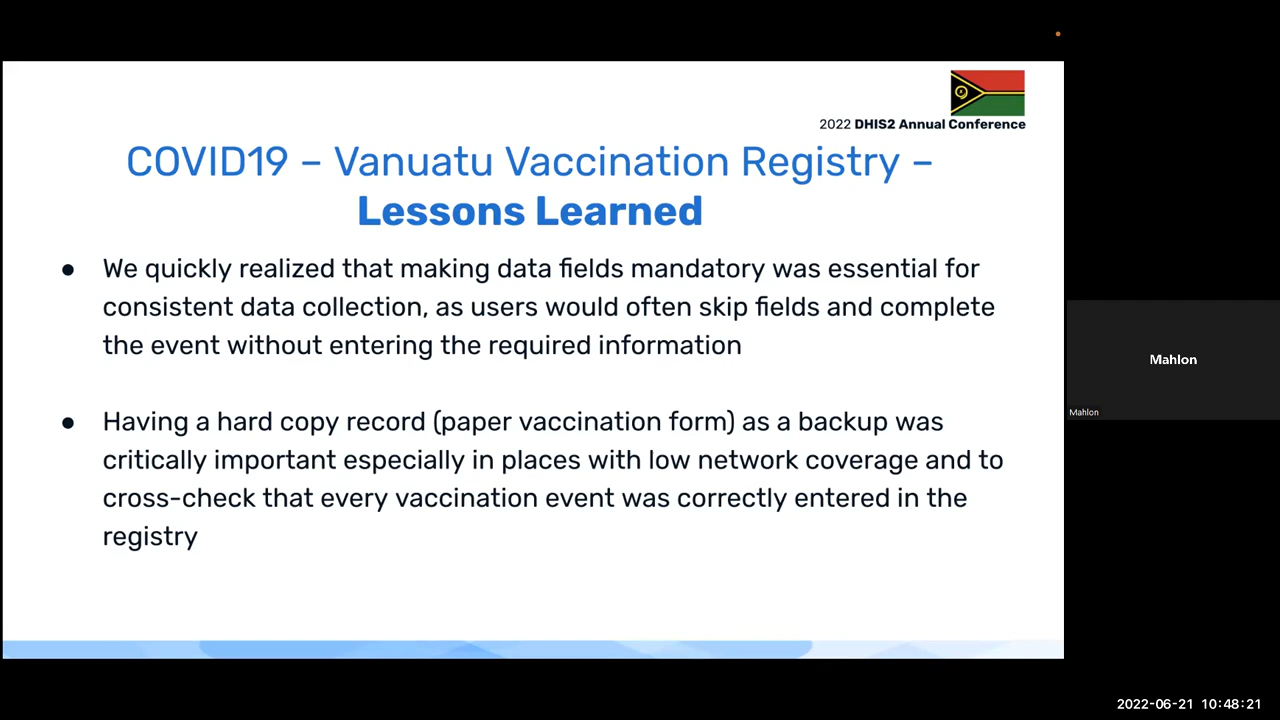 2022 DHIS2 Annual Conference
COVID19 – Vanuatu Vaccination Registry –
Lessons Learned
● We quickly realized that making data fields mandatory was essential for
consistent data collection, as users would often skip fields and complete
the event without entering the required information
● Having a hard copy record (paper vaccination form) as a backup was
critically important especially in places with low network coverage and to
cross-check that every vaccination event was correctly entered in the
registry
Mahlon
Mahlon
2022-06-21 10:48:21